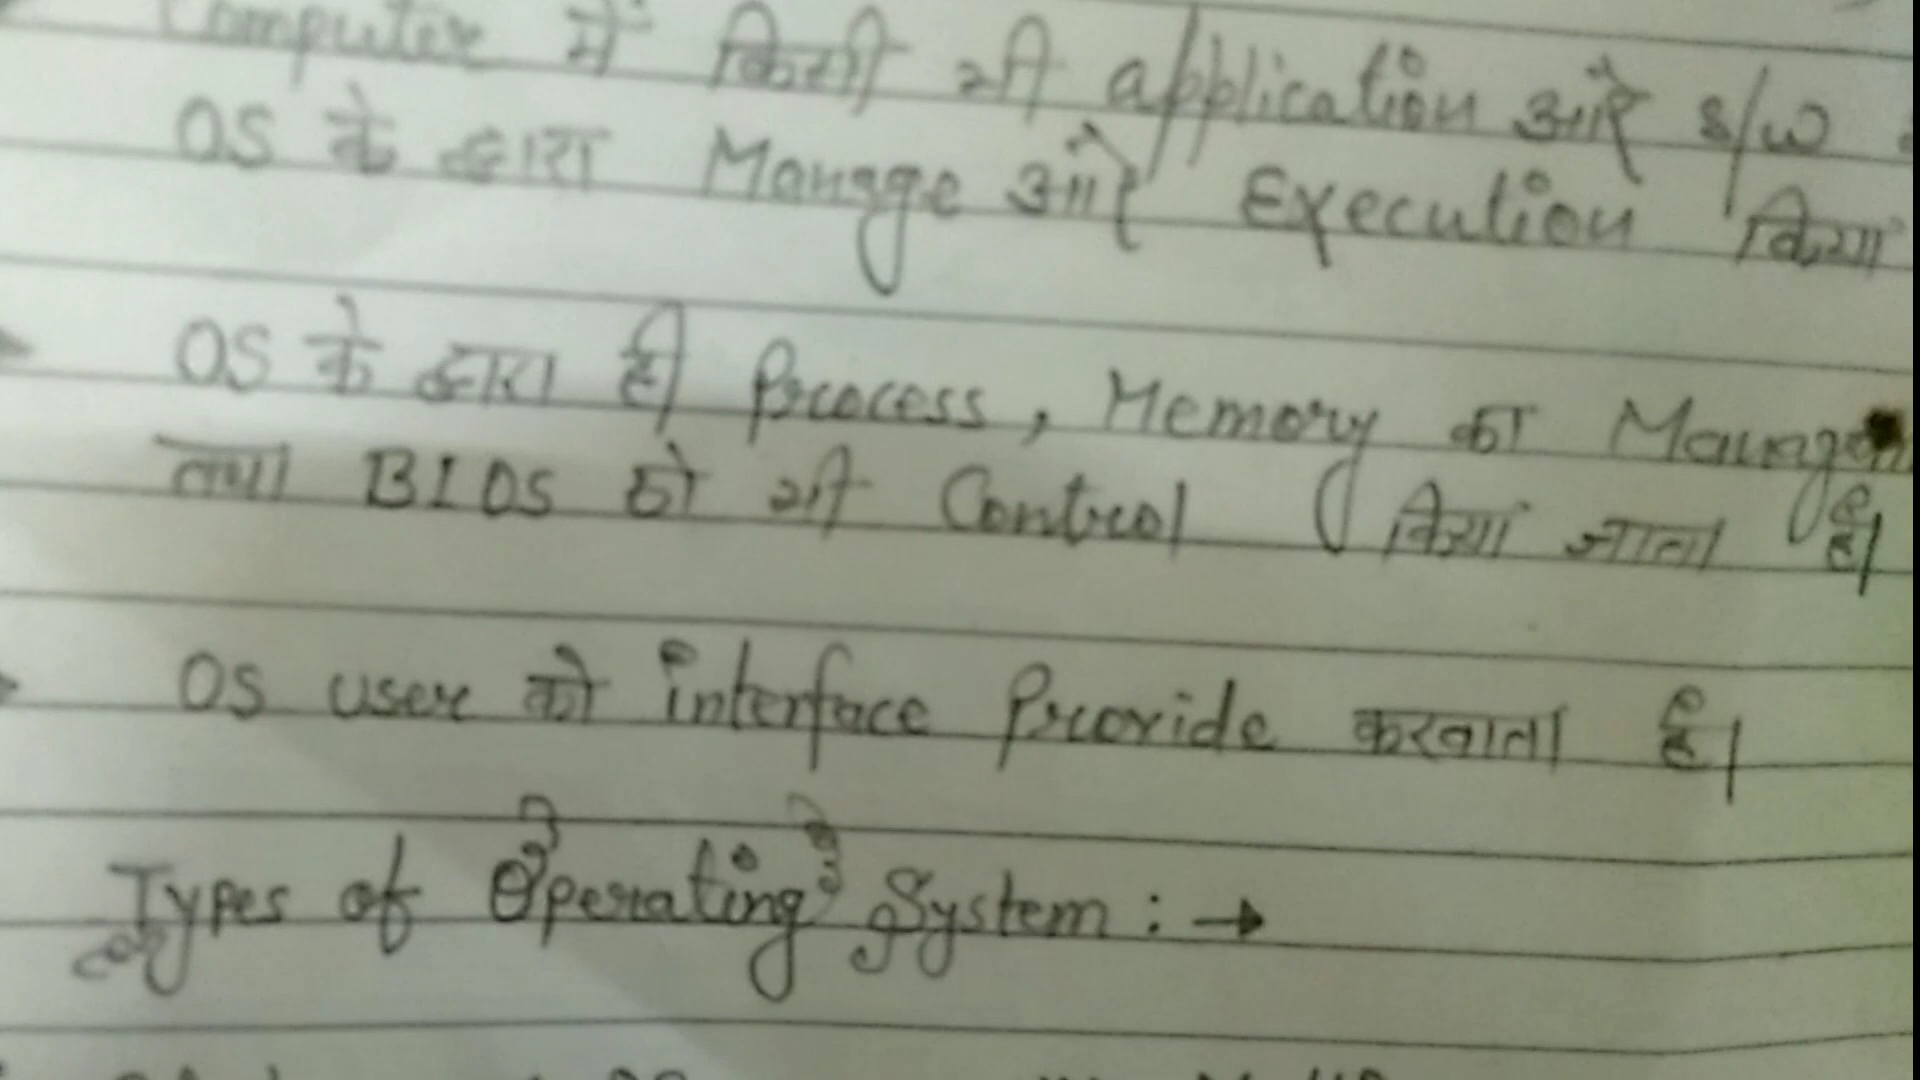 Computer में किसी भी application और s/w
OS के द्वारा Manage और Execution किया
OS के द्वारा ही Process, Memory का
तथा BIOS को भी Control किया जाता है।
OS user को interface Provide करवाता है।
Types of Operating System : →